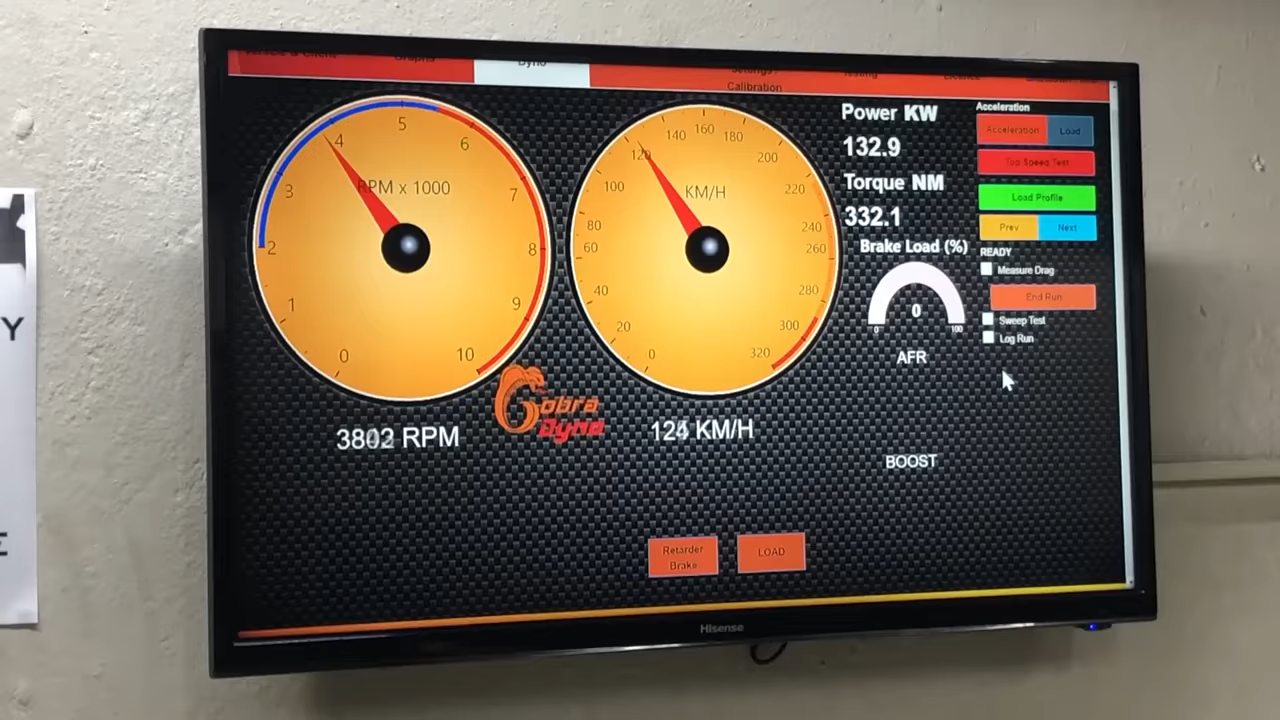 Graphs
Dyno
Settings /
Calibration
Testing
Licence
5
4
6
3
RPM x 1000
7
2
8
1
9
0
10
3802 RPM
Cobra
Dyno
140 160 180
120
200
100
KM/H
220
80
240
60
260
40
280
20
300
0
320
124 KM/H
Power KW
132.9
Torque NM
332.1
Brake Load (%)
0
0 100
AFR
BOOST
Acceleration
Acceleration Load
Top Speed Test
Load Profile
Prev Next
READY
Measure Drag
End Run
Sweep Test
Log Run
Retarder
Brake
LOAD
Hisense
Y
E